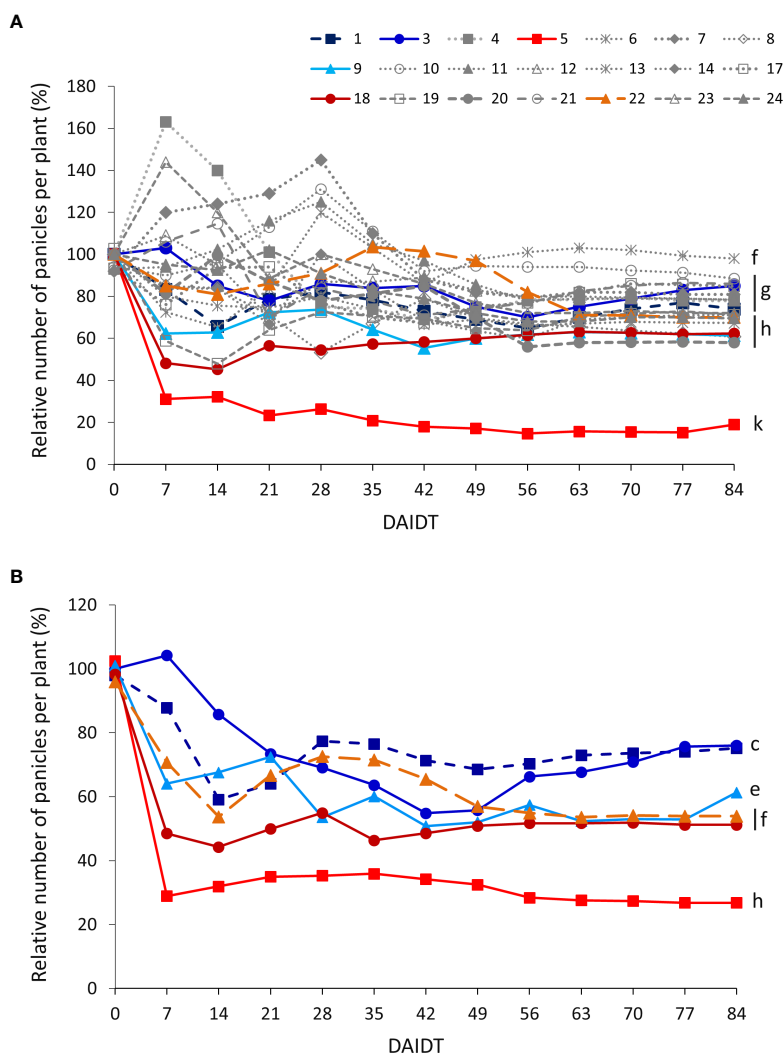 A
1 3 4 5 6 7 8
9 10 11 12 13 14 17
18 19 20 21 22 23 24
Relative number of panicles per plant (%)
180
160
140
120
100
80
60
40
20
0
f
g
h
k
0 7 14 21 28 35 42 49 56 63 70 77 84
DAIDT
B
Relative number of panicles per plant (%)
120
100
80
60
40
20
0
c
e
f
h
0 7 14 21 28 35 42 49 56 63 70 77 84
DAIDT